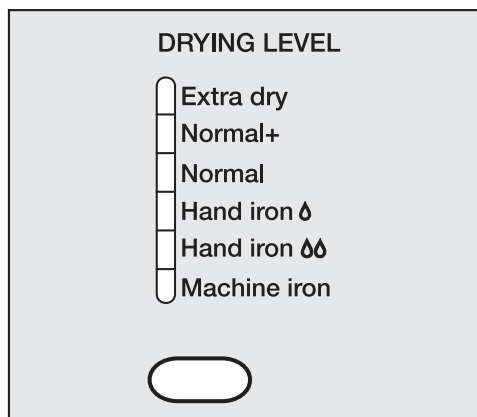 DRYING LEVEL
Extra dry
Normal+
Normal
Hand iron
Hand iron
Machine iron